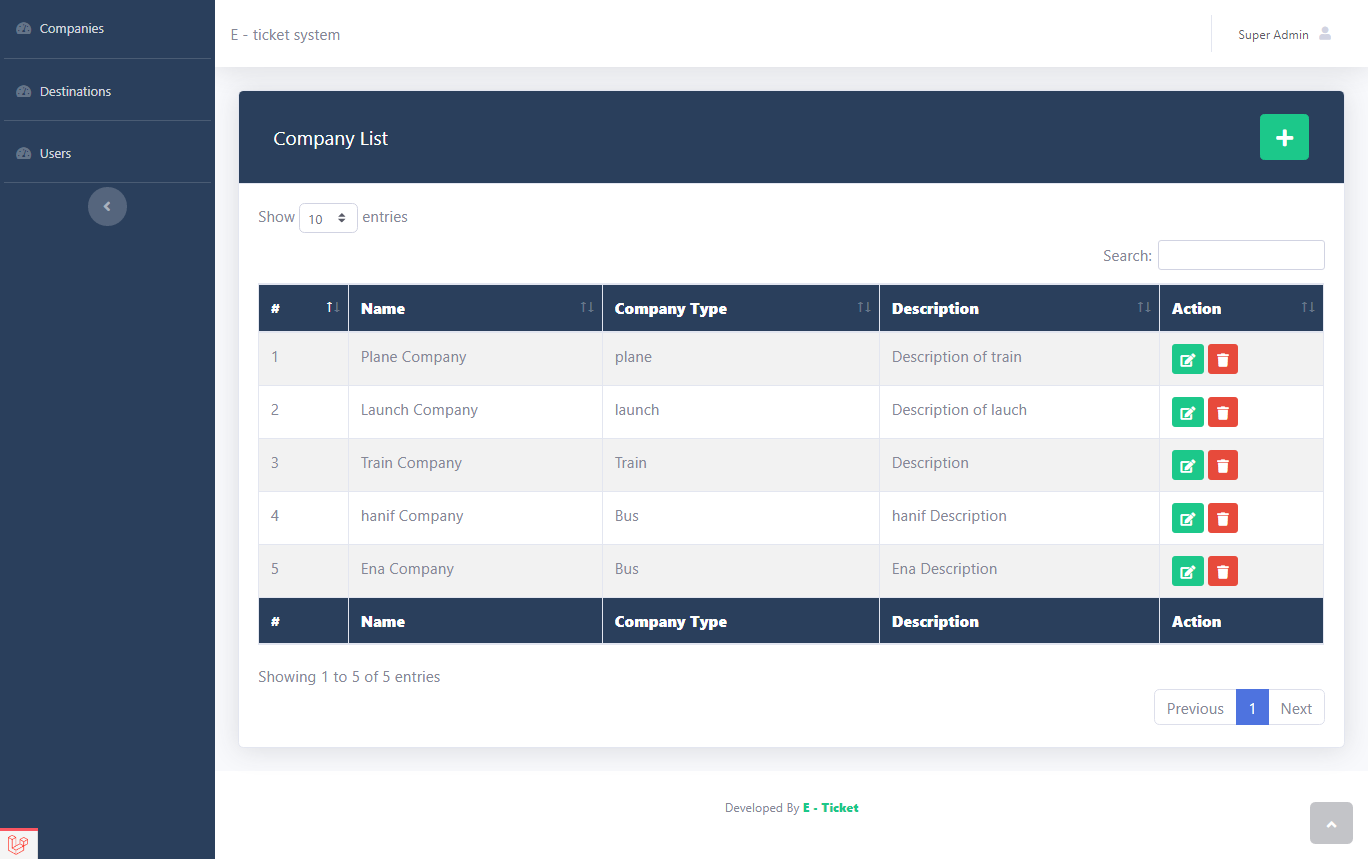 Companies
Destinations
Users
E - ticket system
Super Admin
Company List
Show 10 entries
Search:
# Name Company Type Description Action
1 Plane Company plane Description of train
2 Launch Company launch Description of lauch
3 Train Company Train Description
4 hanif Company Bus hanif Description
5 Ena Company Bus Ena Description
# Name Company Type Description Action
Showing 1 to 5 of 5 entries
Previous 1 Next
Developed By E - Ticket